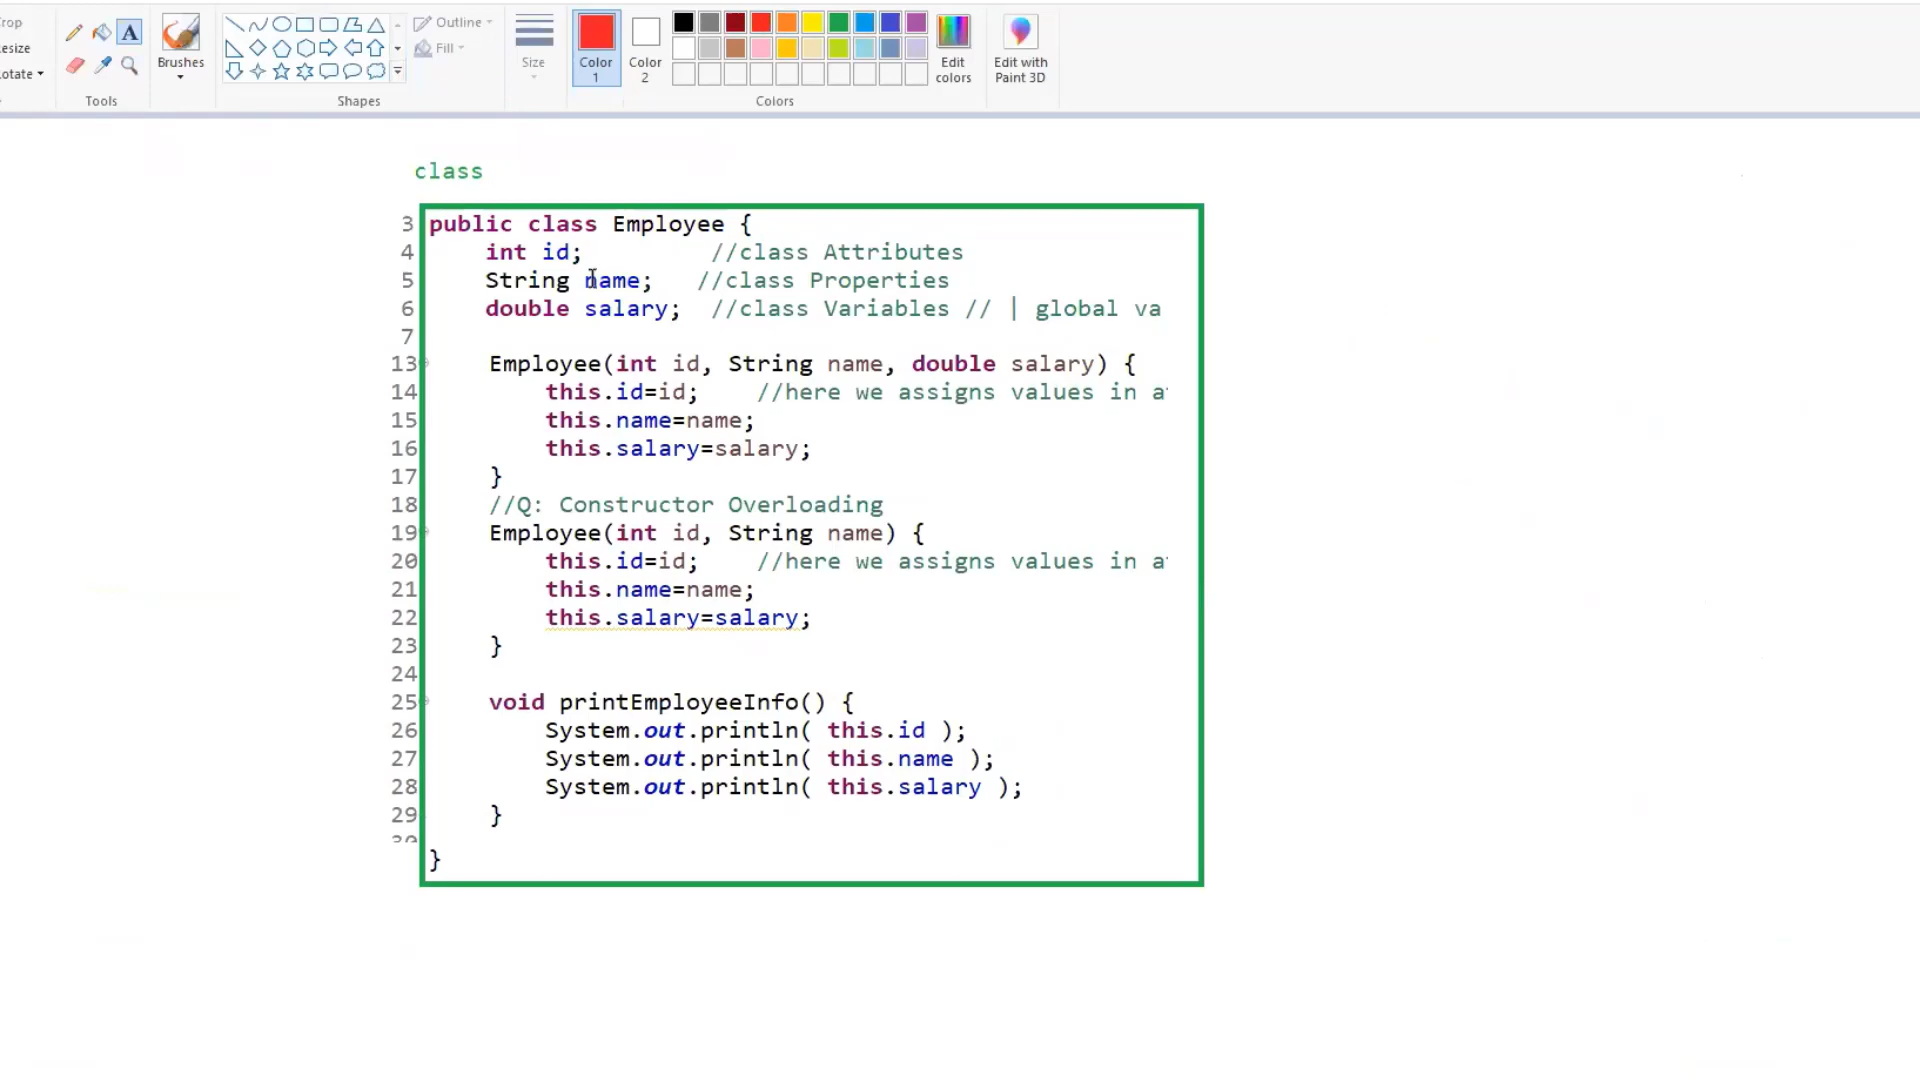 esize
otate
Tools
Brushes
Shapes
Outline
Fill
Size
Color
1
Color
2
Colors
Edit
colors
Edit with
Paint 3D
class
3 public class Employee {
4 int id; //class Attributes
5 String name; //class Properties
6 double salary; //class Variables // | global va
7
13 Employee(int id, String name, double salary) {
14 this.id=id; //here we assigns values in a
15 this.name=name;
16 this.salary=salary;
17 }
18 //Q: Constructor Overloading
19 Employee(int id, String name) {
20 this.id=id; //here we assigns values in a
21 this.name=name;
22 this.salary=salary;
23 }
24
25 void printEmployeeInfo() {
26 System.out.println( this.id );
27 System.out.println( this.name );
28 System.out.println( this.salary );
29 }
}